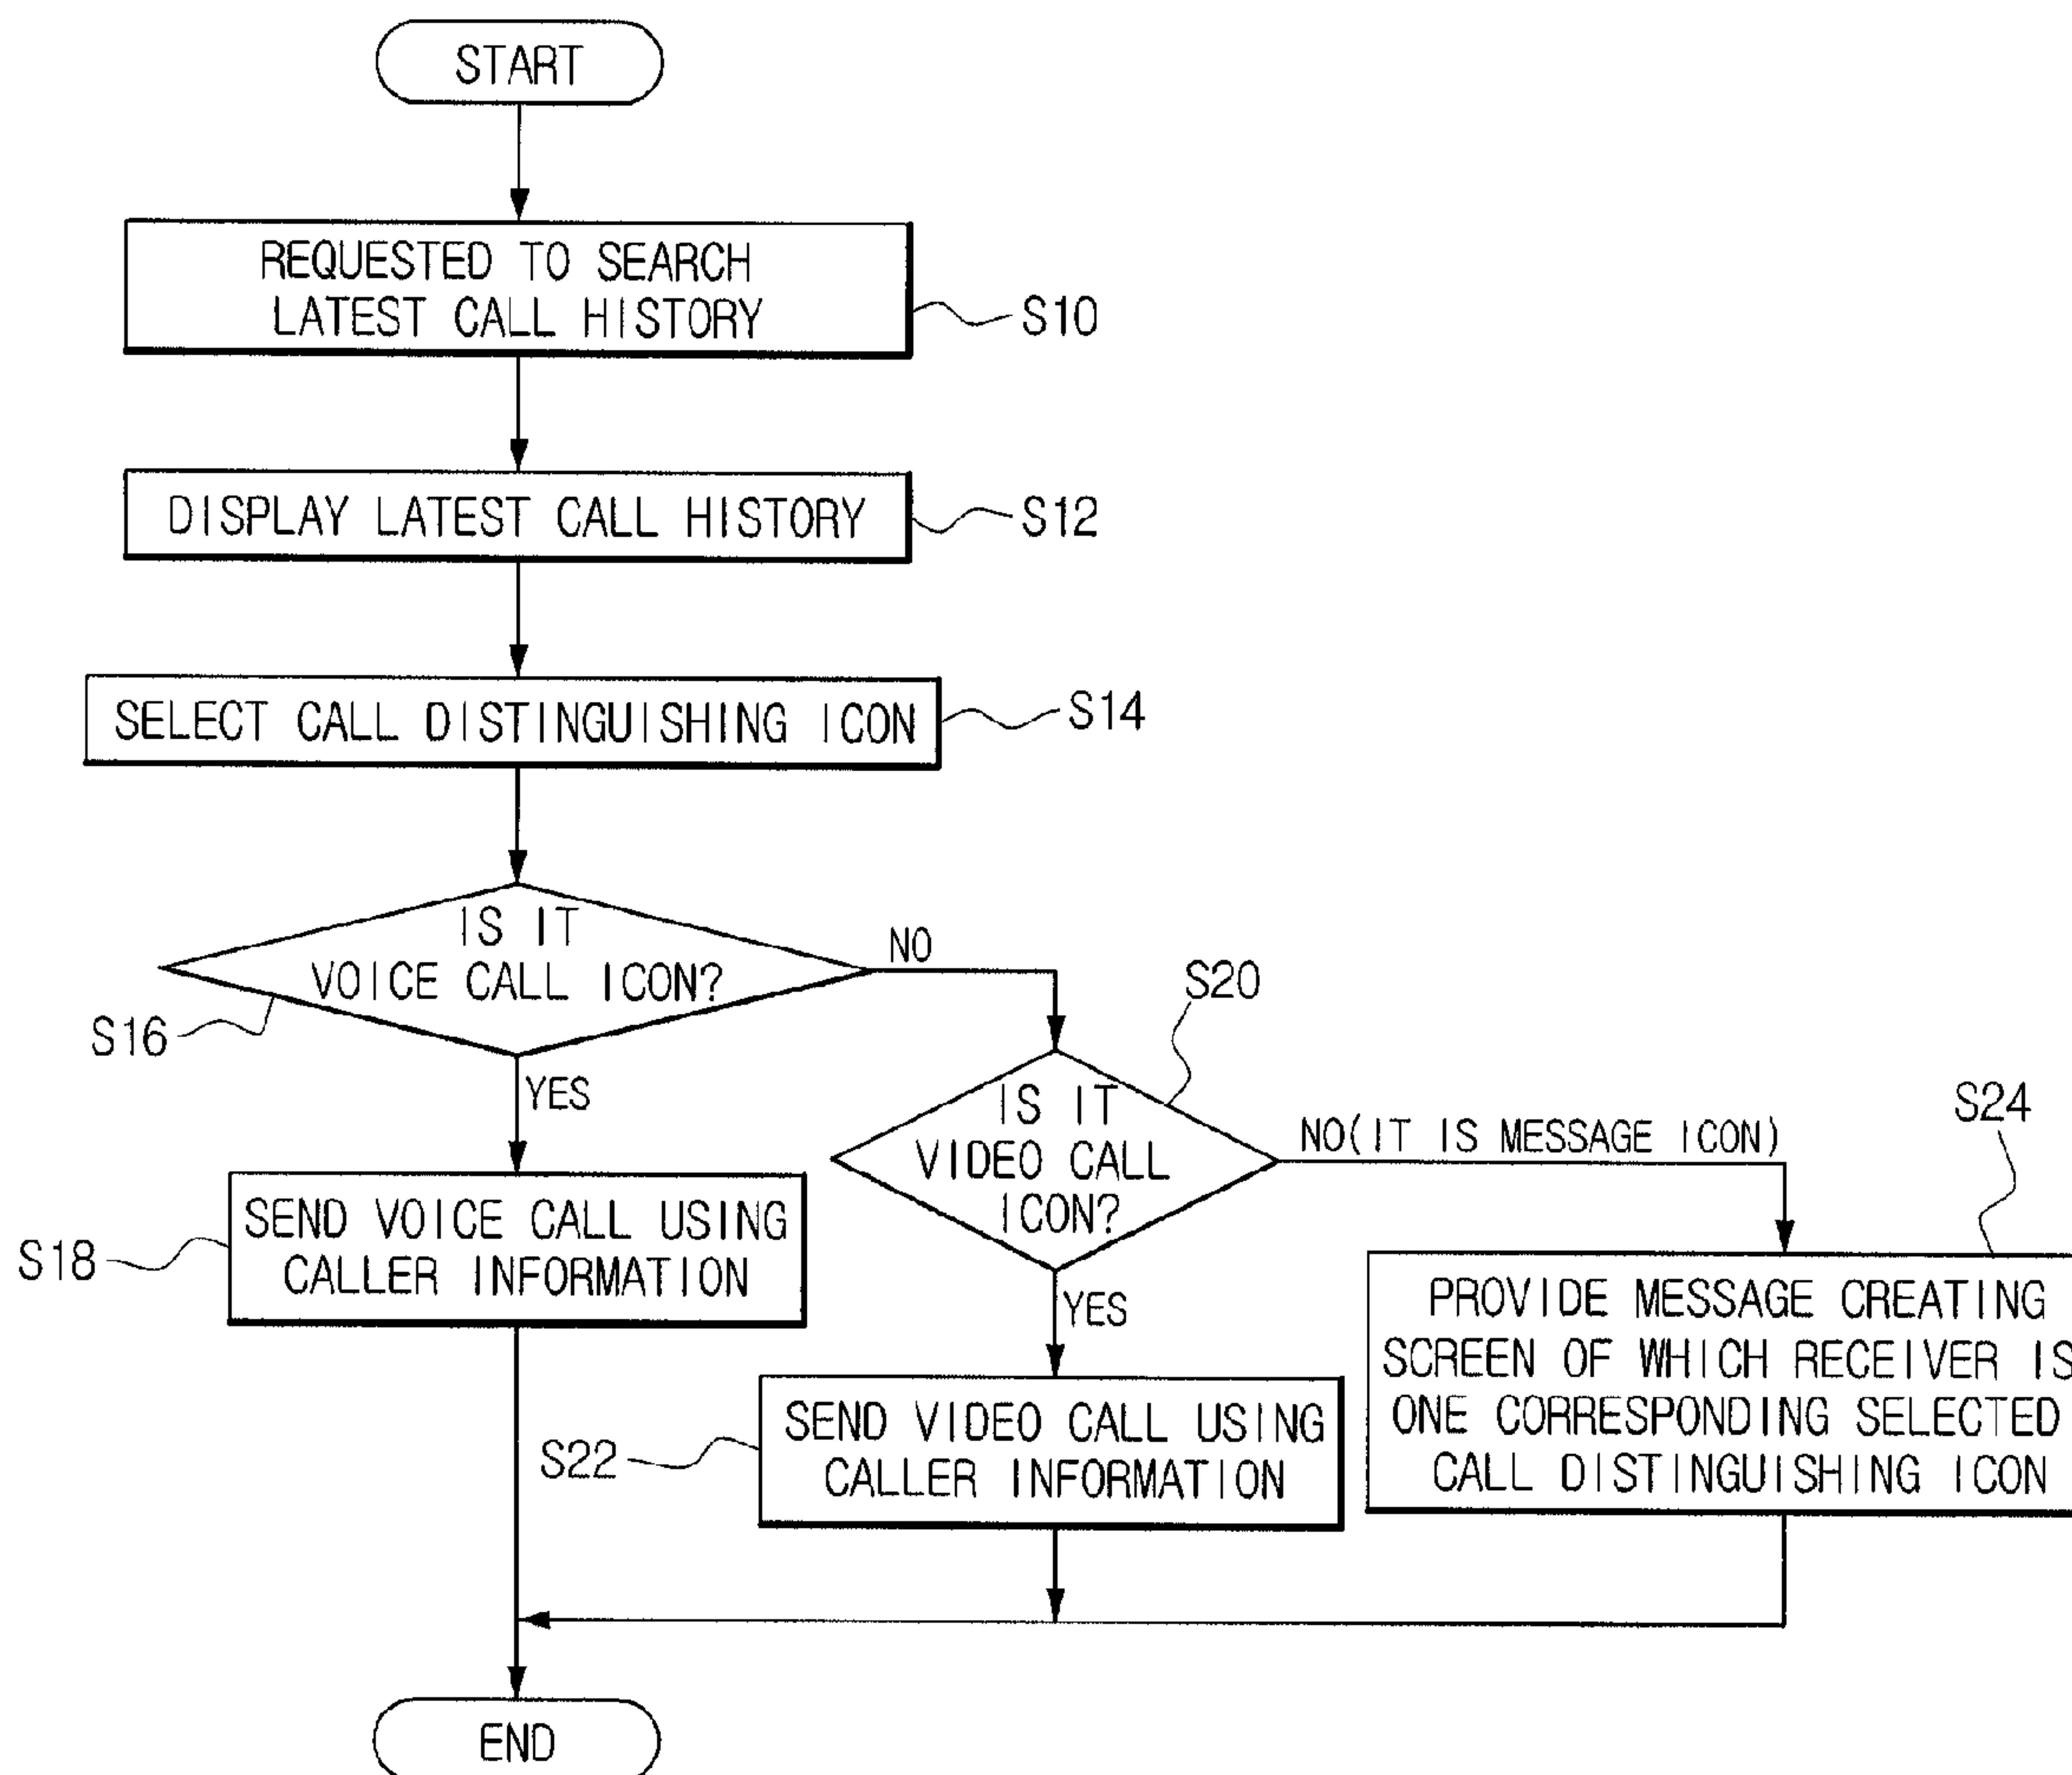 START
REQUESTED TO SEARCH
LATEST CALL HISTORY
S10
DISPLAY LATEST CALL HISTORY
S12
SELECT CALL DISTINGUISHING ICON
S14
IS IT
VOICE CALL ICON?
NO
S16
YES
S20
IS IT
VIDEO CALL
ICON?
NO(IT IS MESSAGE ICON)
S24
SEND VOICE CALL USING
CALLER INFORMATION
S18
YES
SEND VIDEO CALL USING
CALLER INFORMATION
S22
PROVIDE MESSAGE CREATING
SCREEN OF WHICH RECEIVER IS
ONE CORRESPONDING SELECTED
CALL DISTINGUISHING ICON
END